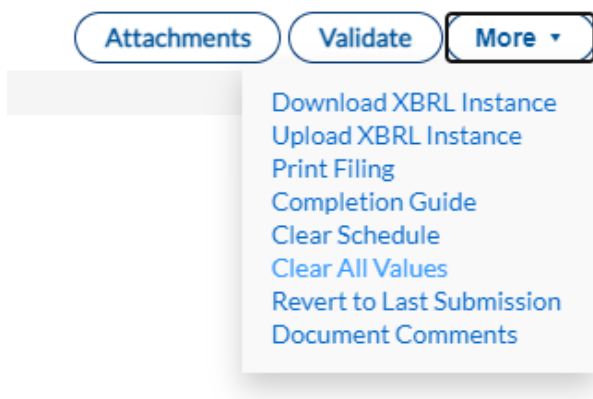 Attachments Validate More
Download XBRL Instance
Upload XBRL Instance
Print Filing
Completion Guide
Clear Schedule
Clear All Values
Revert to Last Submission
Document Comments